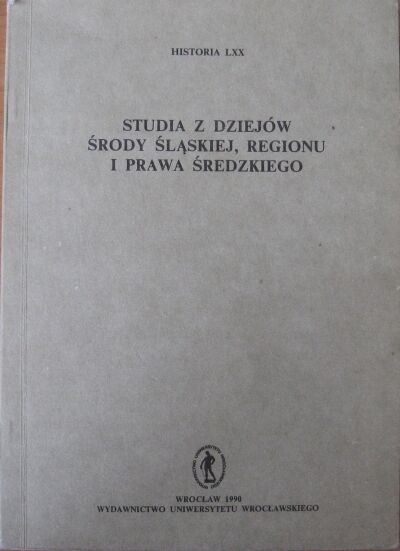 HISTORIA LXX
STUDIA Z DZIEJÓW
ŚRODY ŚLĄSKIEJ, REGIONU
I PRAWA ŚREDZKIEGO
WROCŁAW 1990
WYDAWNICTWO UNIWERSYTETU WROCŁAWSKIEGO